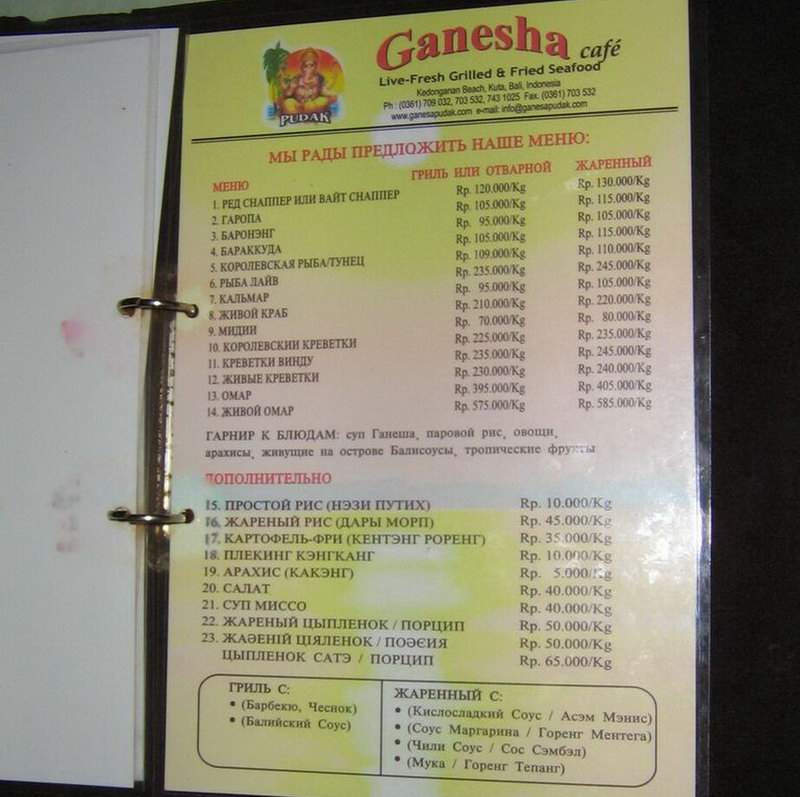 Ganesha café
Live-Fresh Grilled & Fried Seafood
Kedonganan Beach, Kuta, Bali, Indonesia
Ph : (0361) 709 032, 703 532, 743 1025 Fax. (0361) 703 532
www.ganesapudak.com e-mail: info@ganesapudak.com
PUDAK
МЫ РАДЫ ПРЕДЛОЖИТЬ НАШЕ МЕНЮ:
МЕНЮ ГРИЛЬ ИЛИ ОТВАРНОЙ ЖАРЕННЫЙ
1. РЕД СНАППЕР ИЛИ ВАЙТ СНАППЕР Rp. 120.000/Kg Rp. 130.000/Kg
2. ГАРОПА Rp. 105.000/Kg Rp. 115.000/Kg
3. БАРОНЭНГ Rp. 95.000/Kg Rp. 105.000/Kg
4. БАРАККУДА Rp. 105.000/Kg Rp. 115.000/Kg
5. КОРОЛЕВСКАЯ РЫБА/ТУНЕЦ Rp. 109.000/Kg Rp. 110.000/Kg
6. РЫБА ЛАЙВ Rp. 235.000/Kg Rp. 245.000/Kg
7. КАЛЬМАР Rp. 95.000/Kg Rp. 105.000/Kg
8. ЖИВОЙ КРАБ Rp. 210.000/Kg Rp. 220.000/Kg
9. МИДИИ Rp. 70.000/Kg Rp. 80.000/Kg
10. КОРОЛЕВСКИИ КРЕВЕТКИ Rp. 225.000/Kg Rp. 235.000/Kg
11. КРЕВЕТКИ ВИНДУ Rp. 235.000/Kg Rp. 245.000/Kg
12. ЖИВЫЕ КРЕВЕТКИ Rp. 230.000/Kg Rp. 240.000/Kg
13. ОМАР Rp. 395.000/Kg Rp. 405.000/Kg
14. ЖИВОЙ ОМАР Rp. 575.000/Kg Rp. 585.000/Kg
ГАРНИР К БЛЮДАМ: суп Ганеша, паровой рис, овощи,
арахисы, живущие на острове Балисоусы, тропические фрукты
ДОПОЛНИТЕЛЬНО
15. ПРОСТОЙ РИС (НЭЗИ ПУТИХ) Rp. 10.000/Kg
16. ЖАРЕНЫЙ РИС (ДАРЫ МОРП) Rp. 45.000/Kg
17. КАРТОФЕЛЬ-ФРИ (КЕНТЭНГ РОРЕНГ) Rp. 35.000/Kg
18. ПЛЕКИНГ КЭНГКАНГ Rp. 10.000/Kg
19. АРАХИС (КАКЭНГ) Rp. 5.000/Kg
20. САЛАТ Rp. 40.000/Kg
21. СУП МИССО Rp. 40.000/Kg
22. ЖАРЕНЫЙ ЦЫПЛЕНОК / ПОРЦИП Rp. 50.000/Kg
23. ЖАӘЕНІЙ ЦІЯЛЕНОК / ПОӘЄИЯ Rp. 50.000/Kg
ЦЫПЛЕНОК САТЭ / ПОРЦИП Rp. 65.000/Kg
ГРИЛЬ С:
• (Барбекю, Чеснок)
• (Балийский Соус)
ЖАРЕННЫЙ С:
• (Кислосладкий Соус / Асэм Мэнис)
• (Соус Маргарина / Горенг Ментега)
• (Чили Соус / Сос Сэмбэл)
• (Мука / Горенг Тепанг)